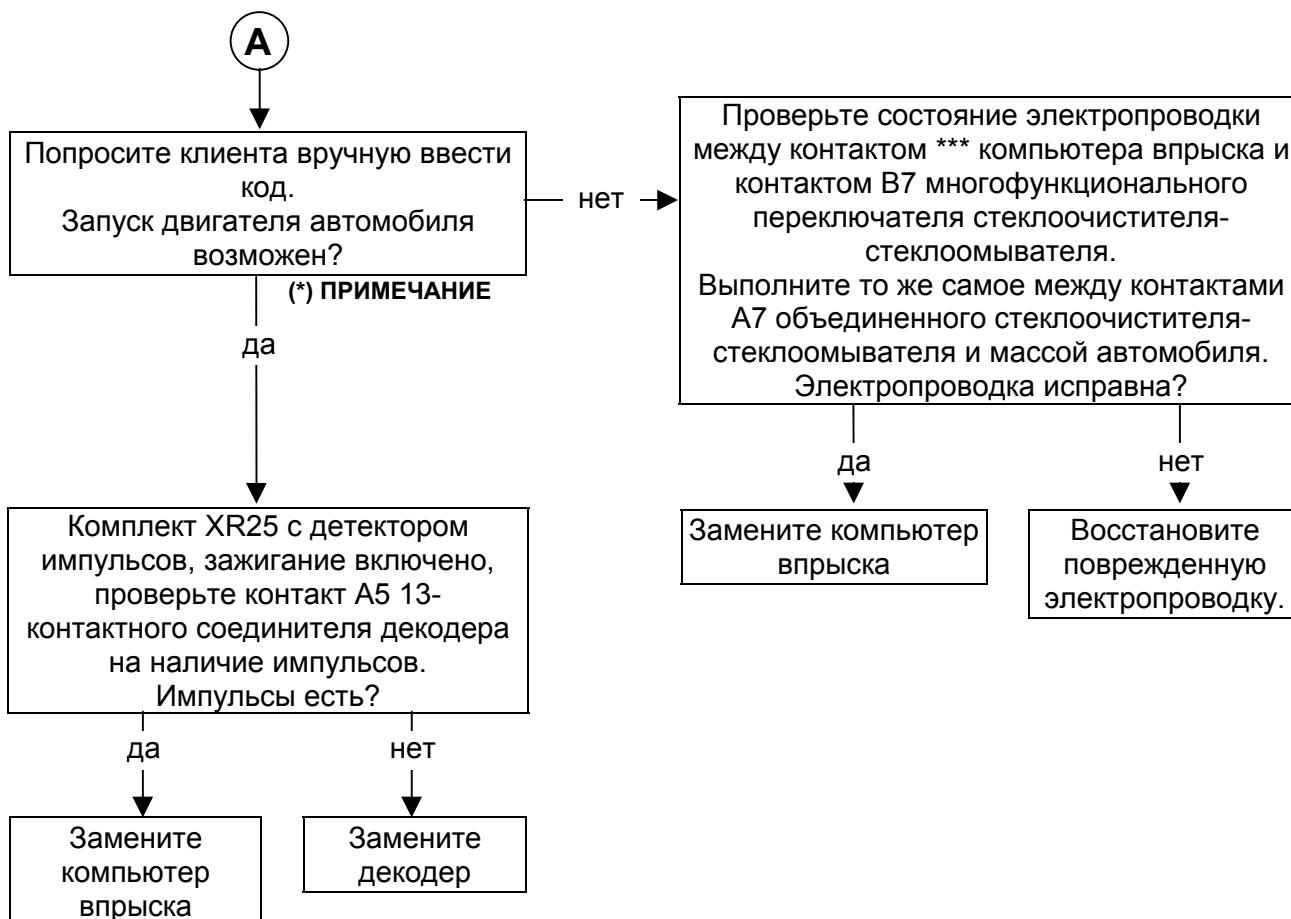 A
Попросите клиента вручную ввести
код.
Запуск двигателя автомобиля
возможен?
(*) ПРИМЕЧАНИЕ
нет
Проверьте состояние электропроводки
между контактом *** компьютера впрыска и
контактом B7 многофункционального
переключателя стеклоочистителя-
стеклоомывателя.
Выполните то же самое между контактами
A7 объединенного стеклоочистителя-
стеклоомывателя и массой автомобиля.
Электропроводка исправна?
да
нет
Замените компьютер
впрыска
Восстановите
поврежденную
электропроводку.
да
Комплект XR25 с детектором
импульсов, зажигание включено,
проверьте контакт A5 13-
контактного соединителя декодера
на наличие импульсов.
Импульсы есть?
да
нет
Замените
компьютер
впрыска
Замените
декодер